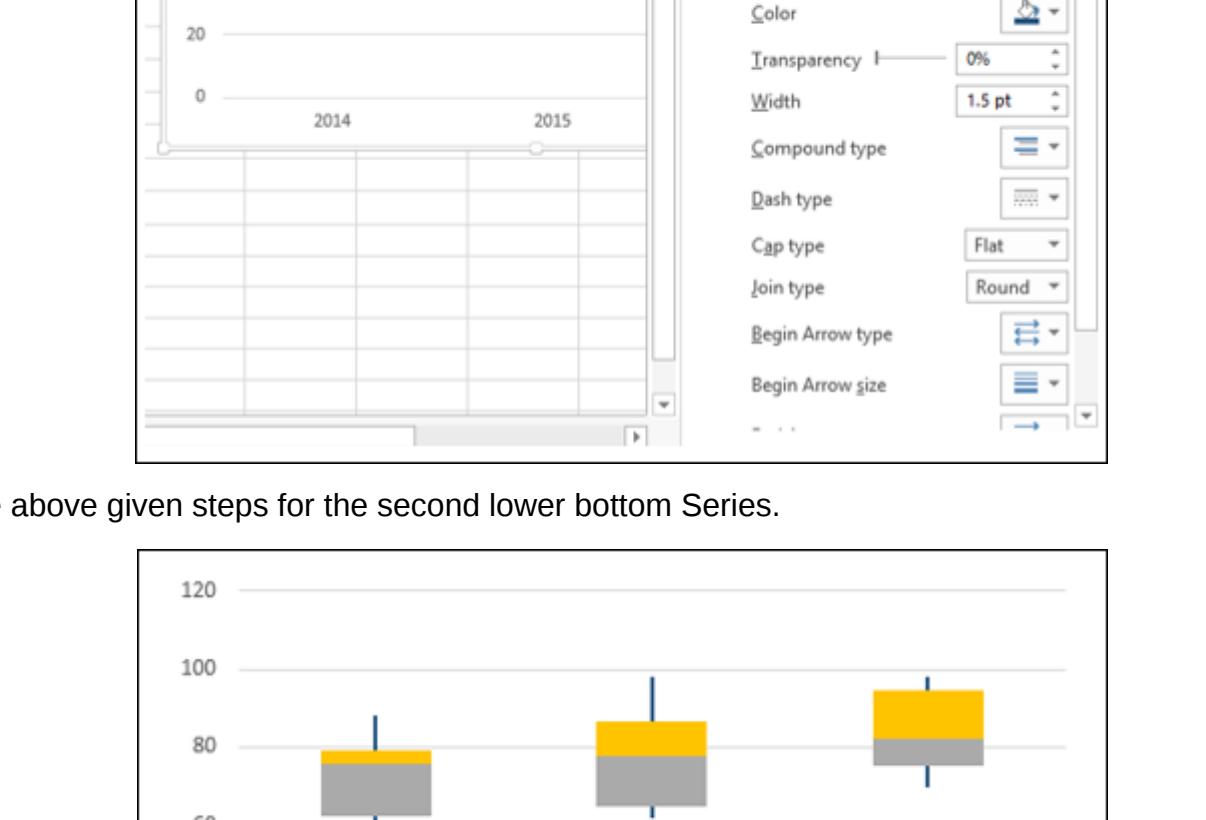 Color
20
Transparency 0%
0
Width 1.5 pt
2014 2015
Compound type
Dash type
Cap type Flat
Join type Round
Begin Arrow type
Begin Arrow size
above given steps for the second lower bottom Series.
120
100
80